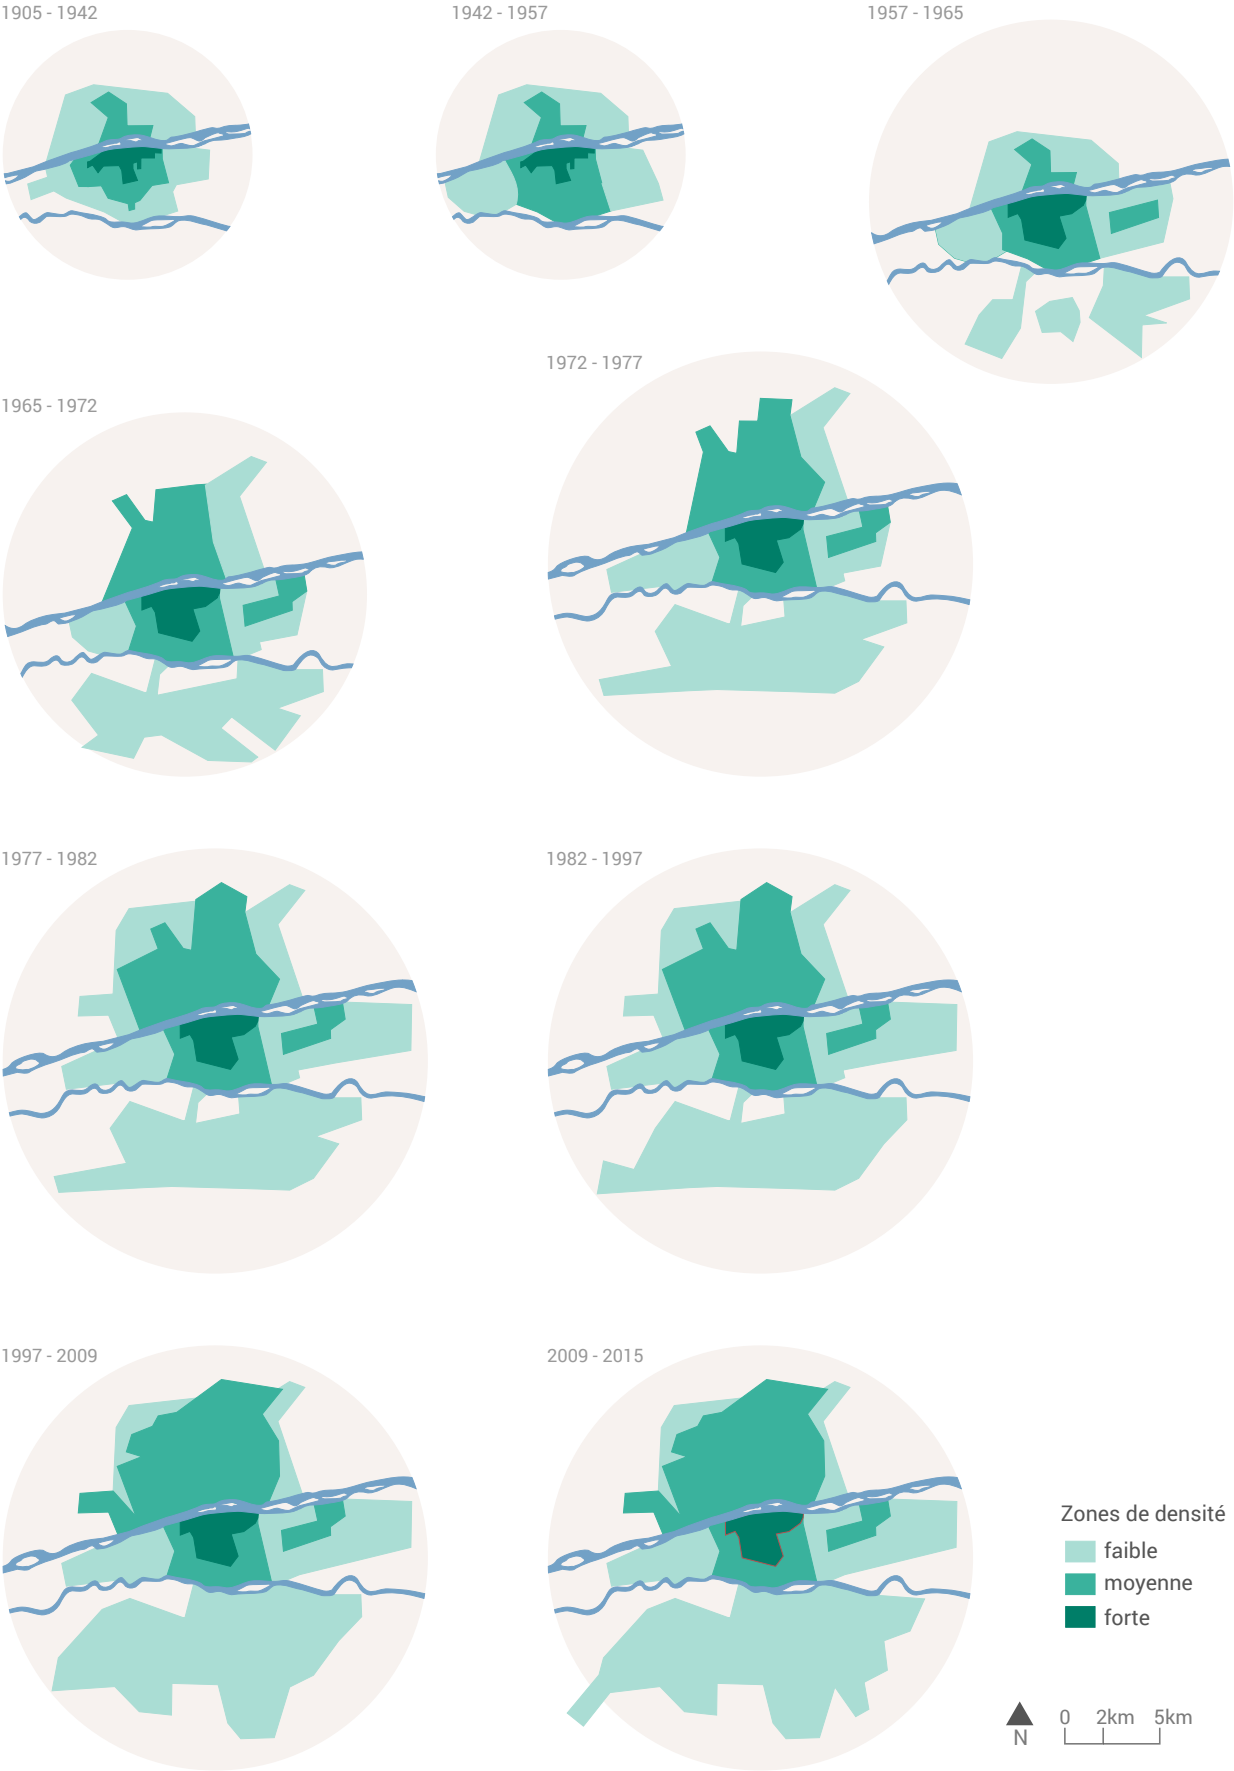 1905 - 1942
1942 - 1957
1957 - 1965
1965 - 1972
1972 - 1977
1977 - 1982
1982 - 1997
1997 - 2009
2009 - 2015
Zones de densité
faible
moyenne
forte
N
0 2km 5km